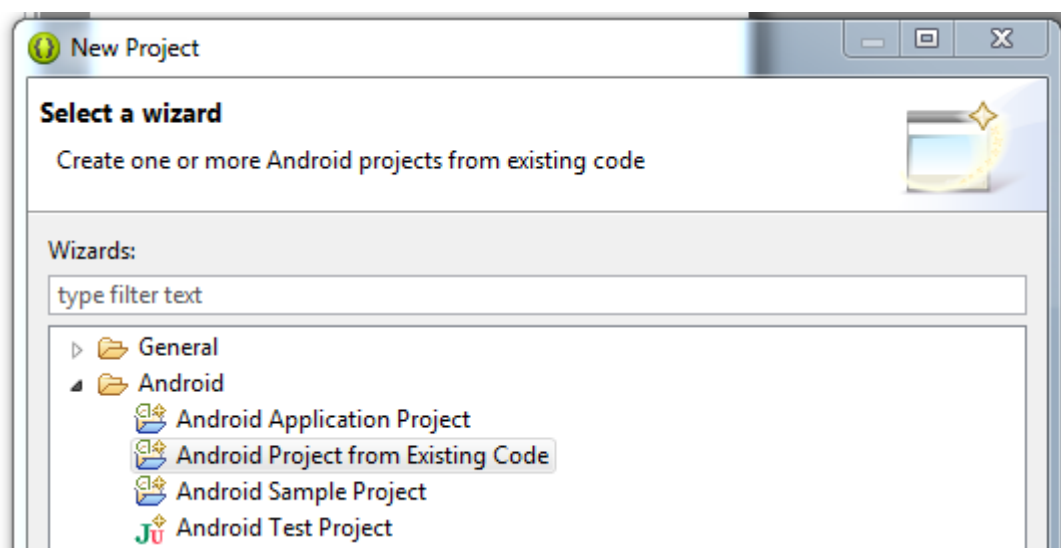 New Project
Select a wizard
Create one or more Android projects from existing code
Wizards:
type filter text
General
Android
Android Application Project
Android Project from Existing Code
Android Sample Project
Android Test Project